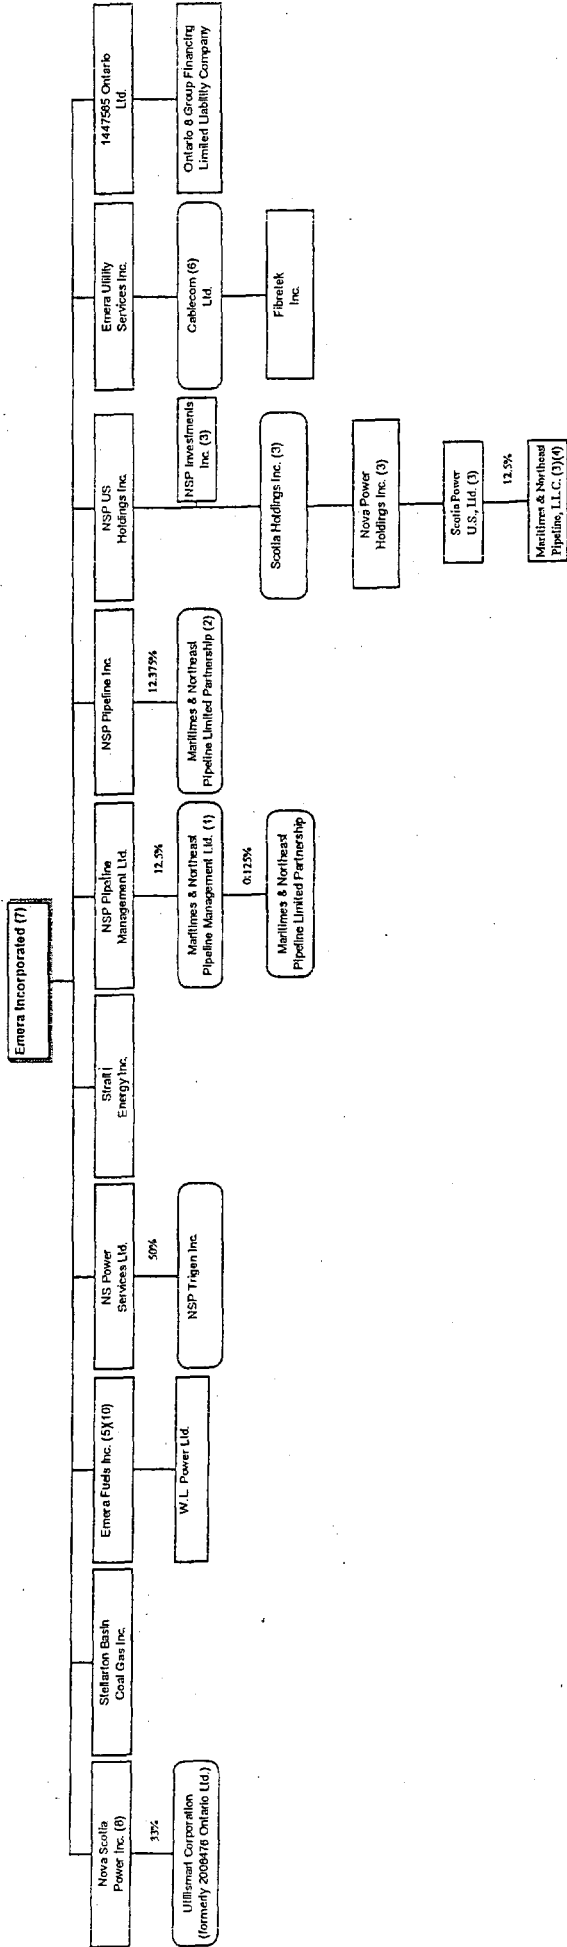 Emera Incorporated (7)
Nova Scotia
Power Inc. (8)
33%
Utilismart Corporation
(formerly 2008476 Ontario Ltd.)
Stellarton Basin
Coal Gas Inc.
Emera Fuels Inc. (5)(10)
W.L. Power Ltd.
NS Power
Services Ltd.
50%
NSP Trigen Inc.
Strait
Energy Inc.
NSP Pipeline
Management Ltd.
12.5%
Maritimes & Northeast
Pipeline Management Ltd. (1)
0.125%
Maritimes & Northeast
Pipeline Limited Partnership
NSP Pipeline Inc.
12.375%
Maritimes & Northeast
Pipeline Limited Partnership (2)
NSP US
Holdings Inc.
NSP Investments
Inc. (3)
Scotia Holdings Inc. (3)
Nova Power
Holdings Inc. (3)
Scotia Power
U.S., Ltd. (3)
12.5%
Maritimes & Northeast
Pipeline, L.L.C. (3)(4)
Emera Utility
Services Inc.
Cablecom (6)
Ltd.
Fibretek
Inc.
1447585 Ontario
Ltd.
Ontario 8 Group Financing
Limited Liability Company